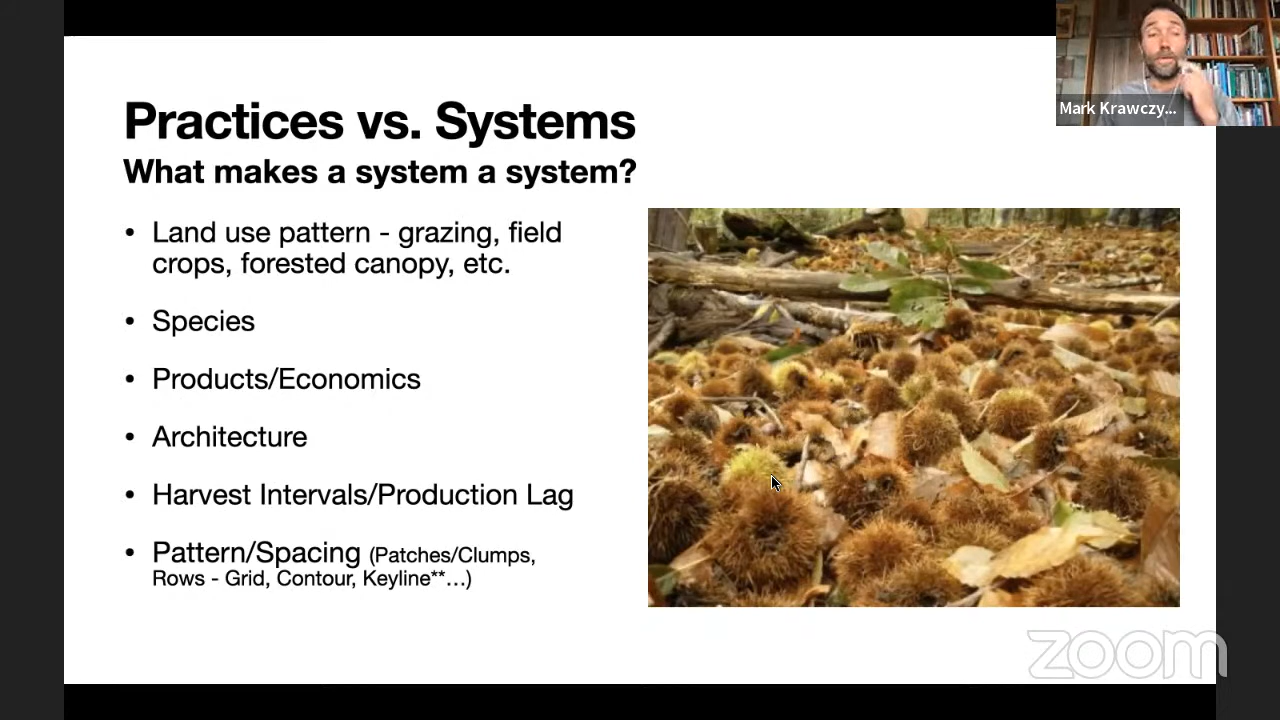 Practices vs. Systems
What makes a system a system?
• Land use pattern - grazing, field
crops, forested canopy, etc.
• Species
• Products/Economics
• Architecture
• Harvest Intervals/Production Lag
• Pattern/Spacing (Patches/Clumps,
Rows - Grid, Contour, Keyline**...)
Mark Krawczy...
zoom